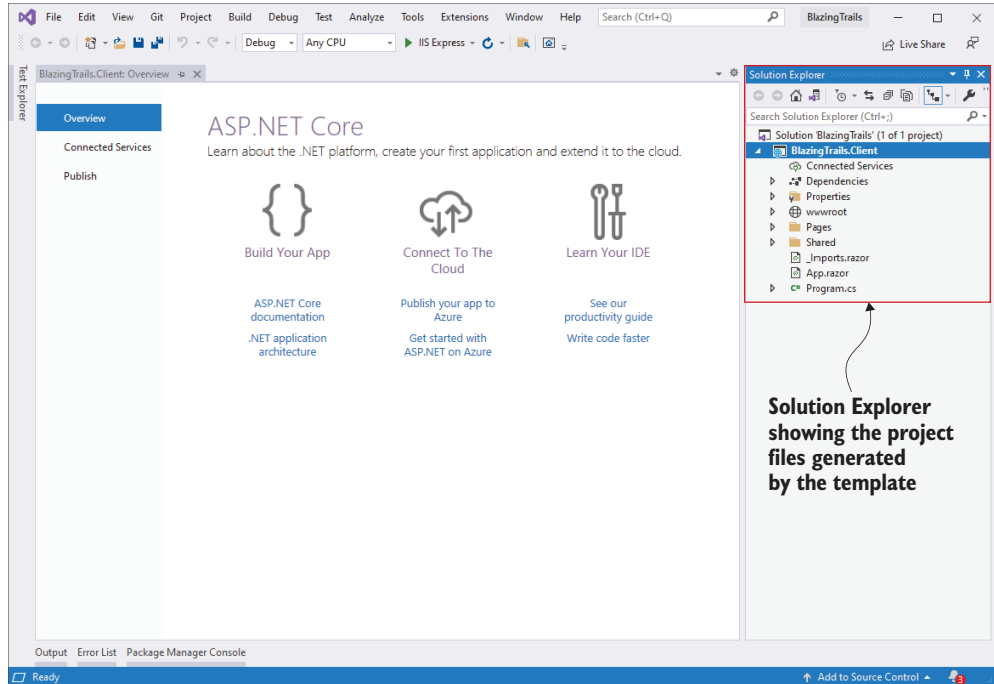 File Edit View Git Project Build Debug Test Analyze Tools Extensions Window Help Search (Ctrl+Q) BlazingTrails
Debug Any CPU IIS Express Live Share
Test Explorer
BlazingTrails.Client: Overview
Overview
Connected Services
Publish
ASP.NET Core
Learn about the .NET platform, create your first application and extend it to the cloud.
Build Your App
ASP.NET Core
documentation
.NET application
architecture
Connect To The
Cloud
Publish your app to
Azure
Get started with
ASP.NET on Azure
Learn Your IDE
See our
productivity guide
Write code faster
Solution Explorer
Search Solution Explorer (Ctrl+;)
Solution 'BlazingTrails' (1 of 1 project)
BlazingTrails.Client
Connected Services
Dependencies
Properties
wwwroot
Pages
Shared
_Imports.razor
App.razor
C# Program.cs
Solution Explorer
showing the project
files generated
by the template
Output Error List Package Manager Console
Ready Add to Source Control 3